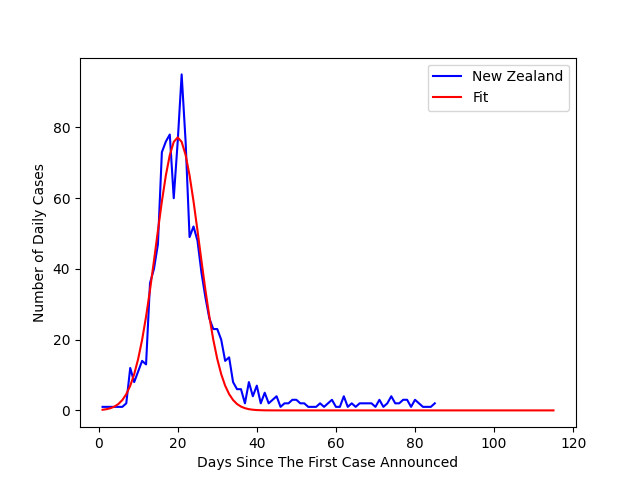 New Zealand
Fit
Number of Daily Cases
80
60
40
20
0
0 20 40 60 80 100 120
Days Since The First Case Announced